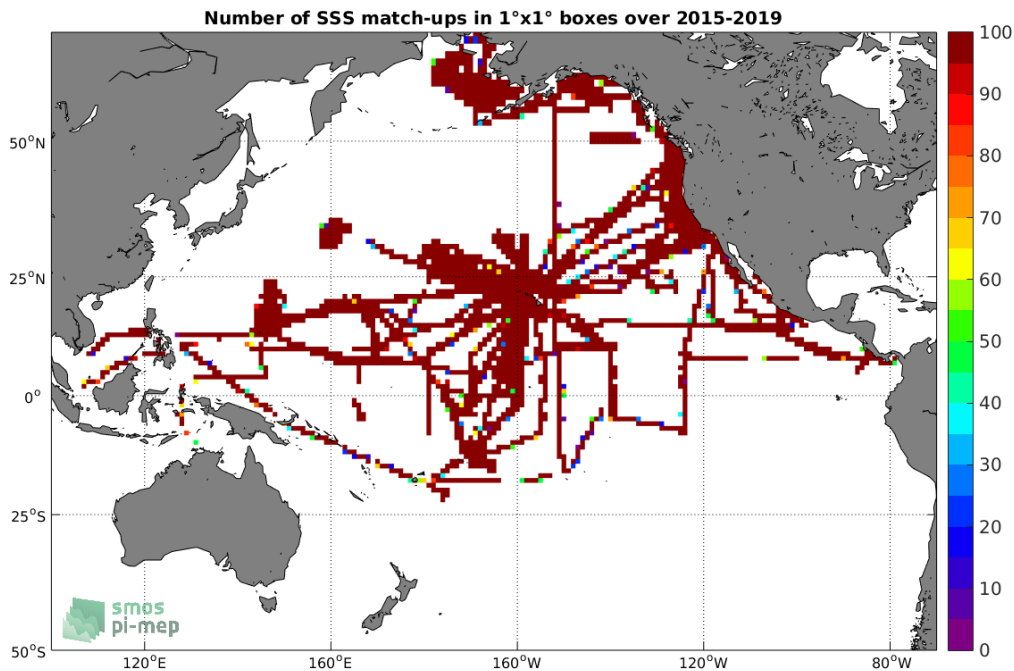 Number of SSS match-ups in 1°x1° boxes over 2015-2019
100
90
80
70
60
50
40
30
20
10
0
50°N
25°N
0°
25°S
50°S
120°E
160°E
160°W
120°W
80°W
smos
pi-mep